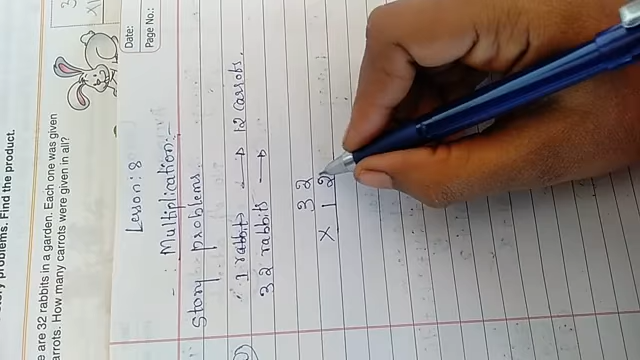 ory problems. Find the product.
e are 32 rabbits in a garden. Each one was given
arrots. How many carrots were given in all?
Date:
Page No.:
Lesson: 8
-: Multiplication:-
Story problems.
1 rabbits → 12 carrots.
32 rabbits →
3 2
x 1 2